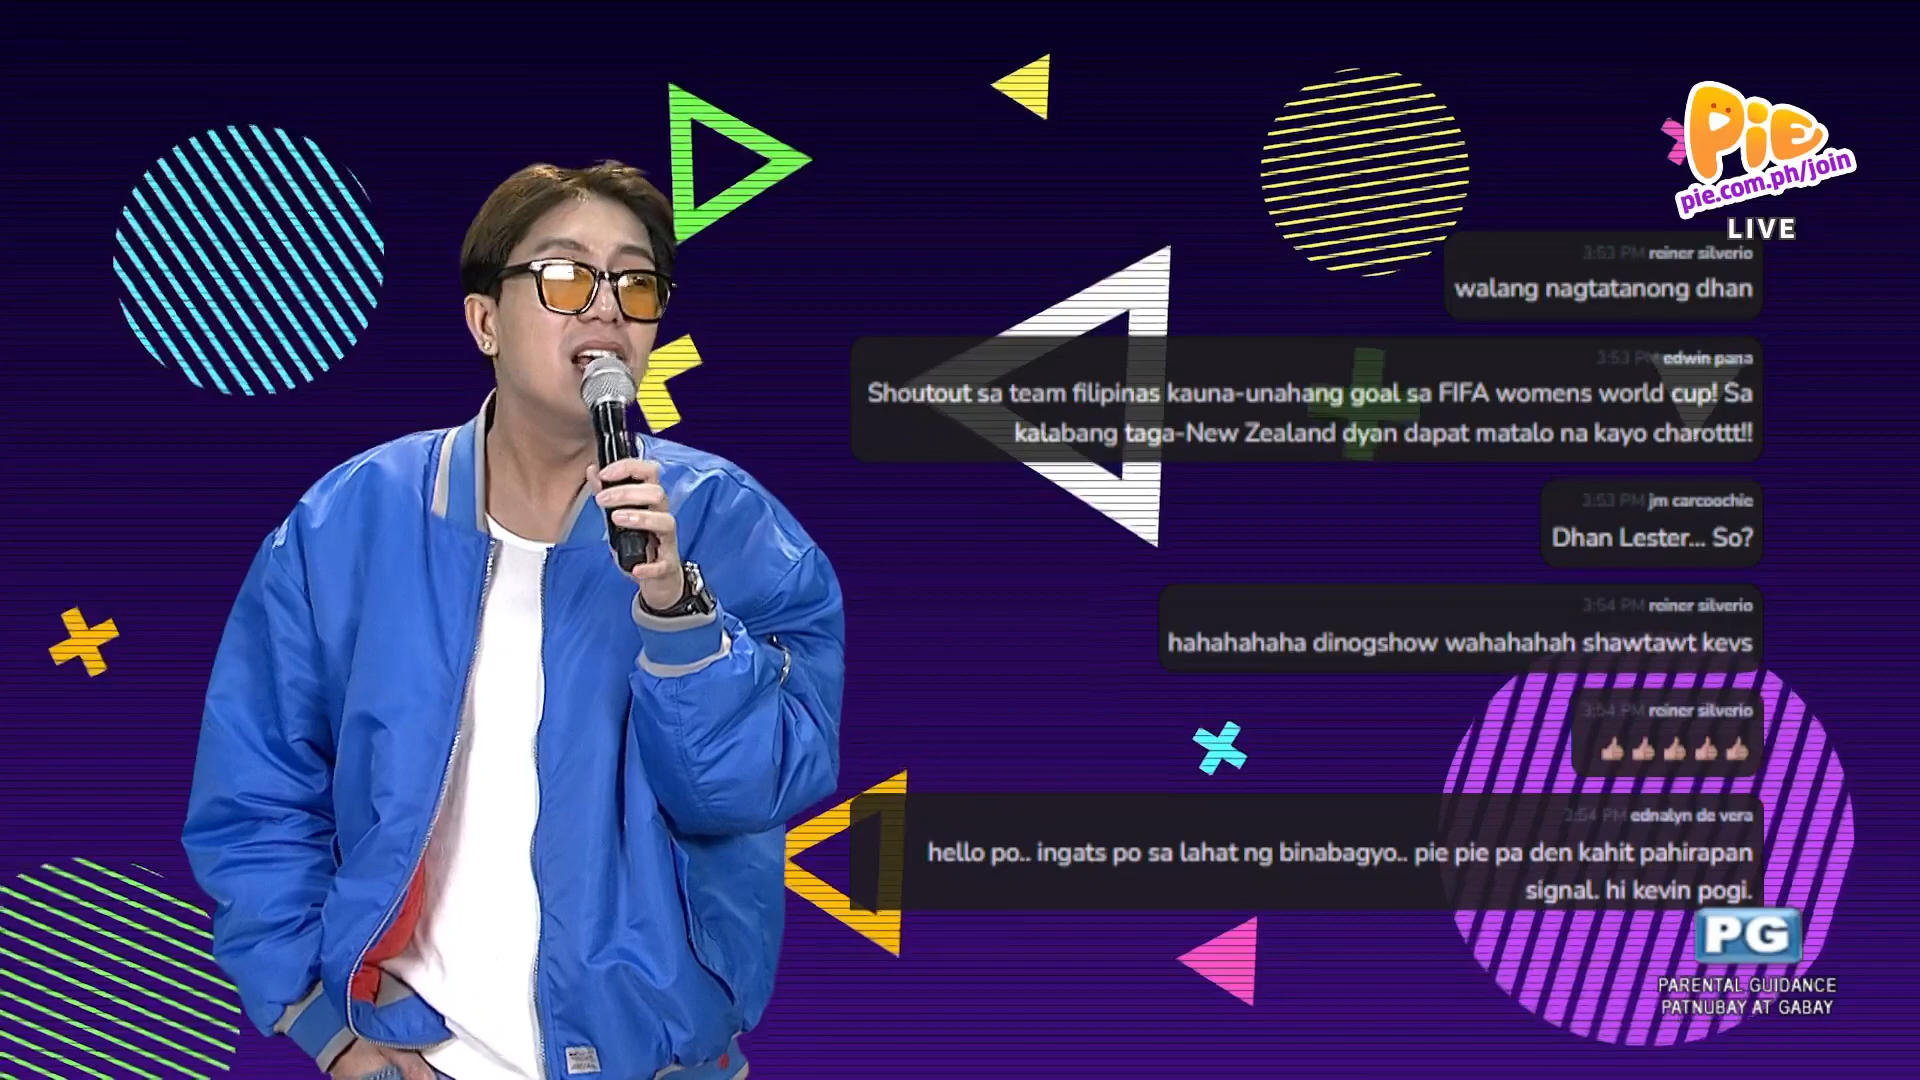 Pie
pie.com.ph/join
LIVE
3:53 PM reiner silverio
walang nagtatanong dhan
3:53 PM edwin pana
Shoutout sa team filipinas kauna-unahang goal sa FIFA womens world cup! Sa
kalabang taga-New Zealand dyan dapat matalo na kayo charottt!!
3:53 PM jm carcoochie
Dhan Lester... So?
3:54 PM reiner silverio
hahahahaha dinogshow wahahahah shawtawt kevs
3:54 PM reiner silverio
👍🏼👍🏼👍🏼👍🏼👍🏼
3:54 PM ednalyn de vera
hello po.. ingats po sa lahat ng binabagyo.. pie pie pa den kahit pahirapan
signal. hi kevin pogi.
PG
PARENTAL GUIDANCE
PATNUBAY AT GABAY